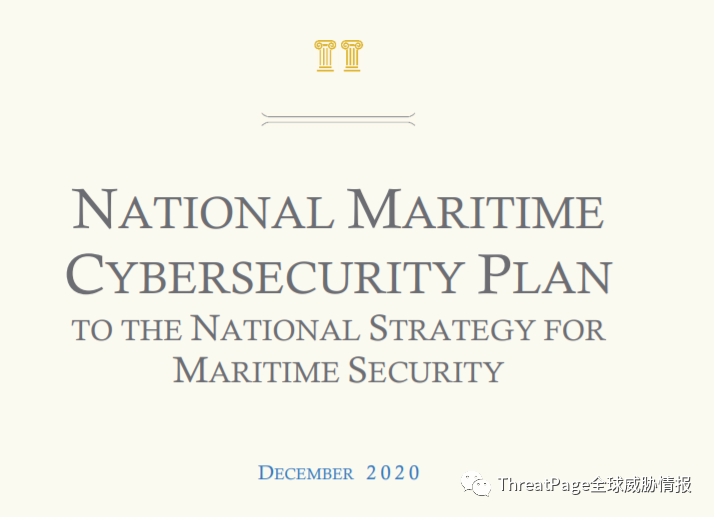 NATIONAL MARITIME
CYBERSECURITY PLAN
TO THE NATIONAL STRATEGY FOR
MARITIME SECURITY
DECEMBER 2020
ThreatPage全球威胁情报